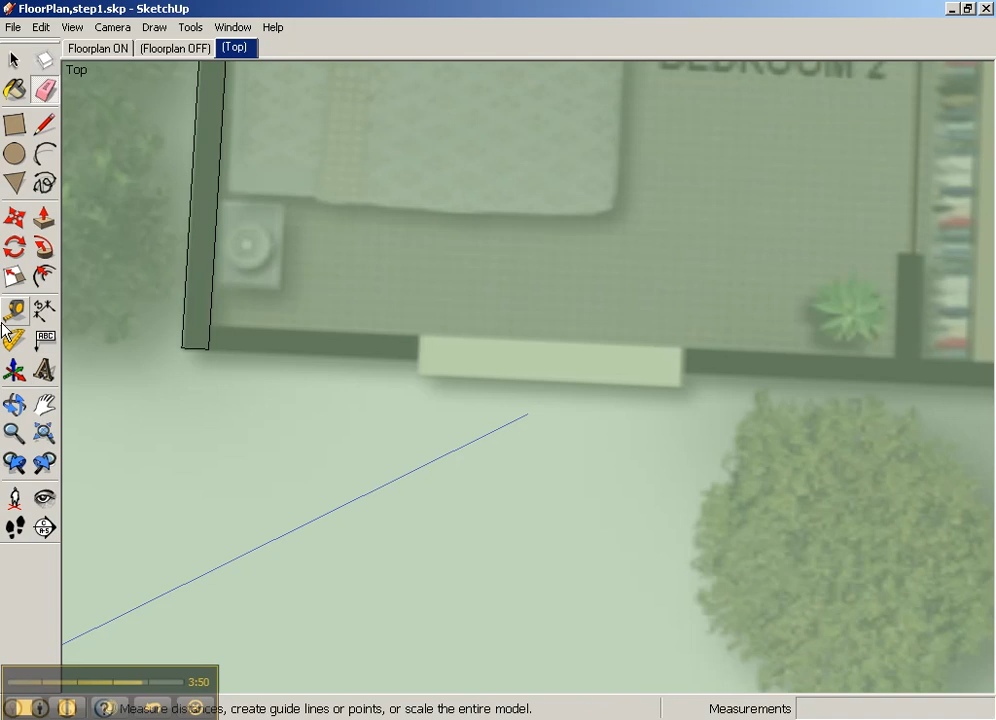 FloorPlan,step1.skp - SketchUp
File Edit View Camera Draw Tools Window Help
Floorplan ON (Floorplan OFF) (Top)
Top
BEDROOM 2
ABC
A
3:50
Measure distances, create guide lines or points, or scale the entire model.
Measurements